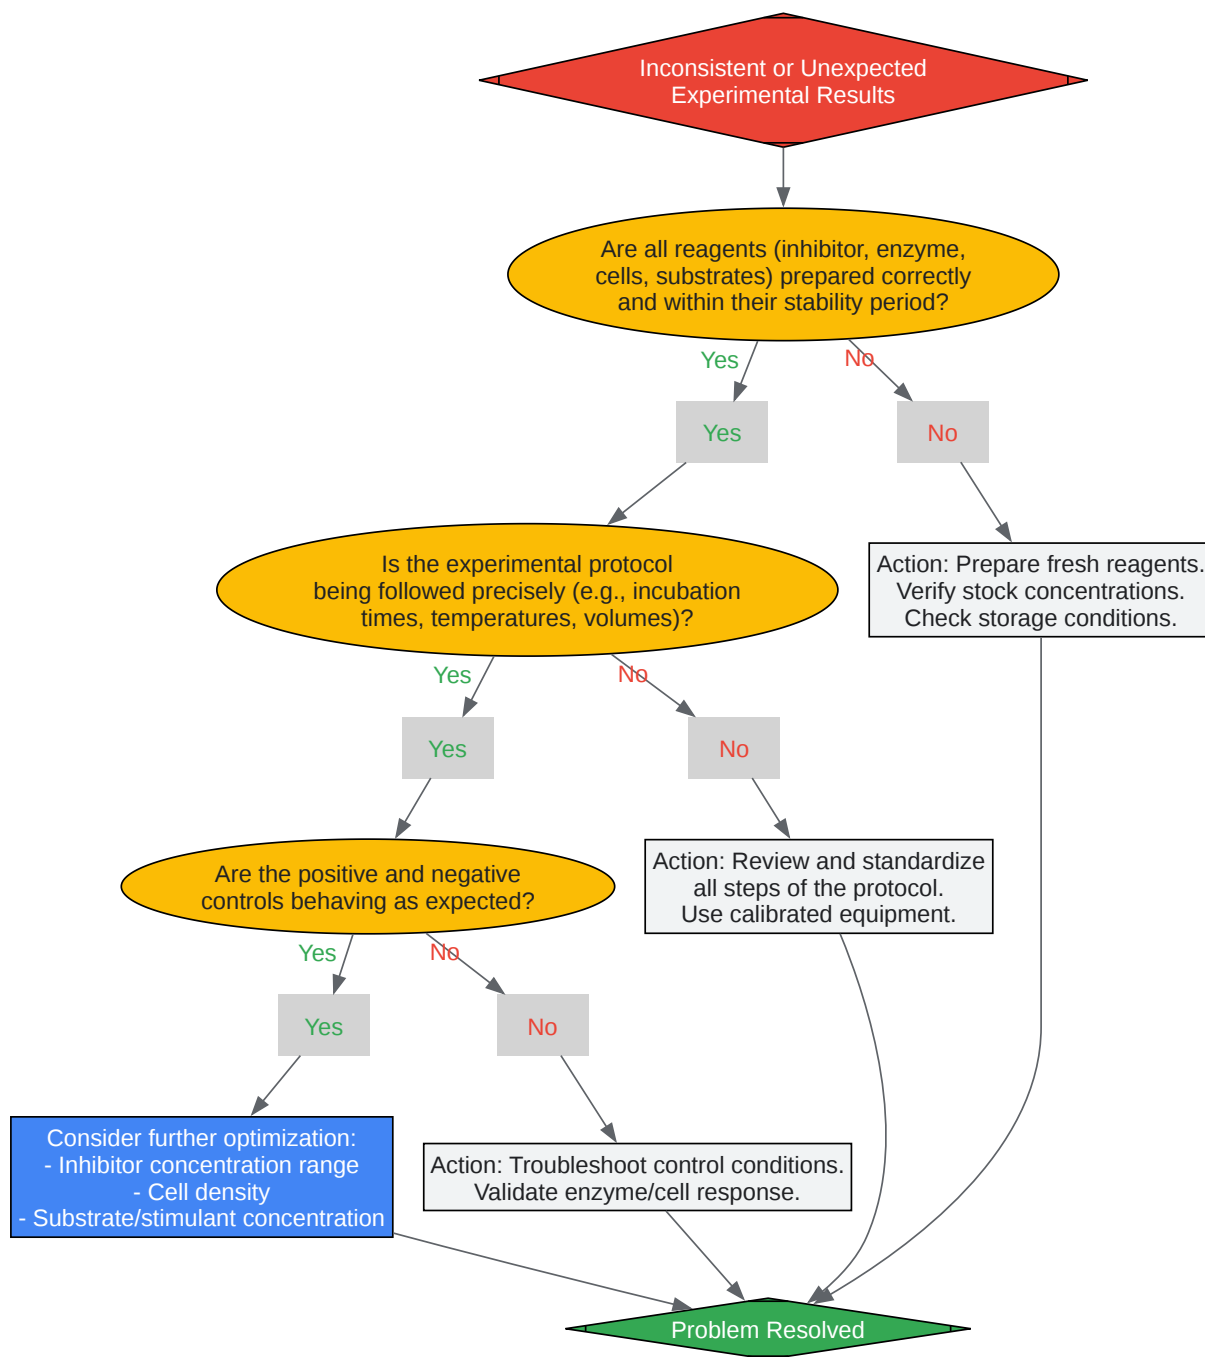 Inconsistent or Unexpected
Experimental Results
Are all reagents (inhibitor, enzyme,
cells, substrates) prepared correctly
and within their stability period?
Yes
No
Yes
No
Is the experimental protocol
being followed precisely (e.g., incubation
times, temperatures, volumes)?
Action: Prepare fresh reagents.
Verify stock concentrations.
Check storage conditions.
Yes
No
Yes
No
Are the positive and negative
controls behaving as expected?
Action: Review and standardize
all steps of the protocol.
Use calibrated equipment.
Yes
No
Yes
No
Consider further optimization:
- Inhibitor concentration range
- Cell density
- Substrate/stimulant concentration
Action: Troubleshoot control conditions.
Validate enzyme/cell response.
Problem Resolved